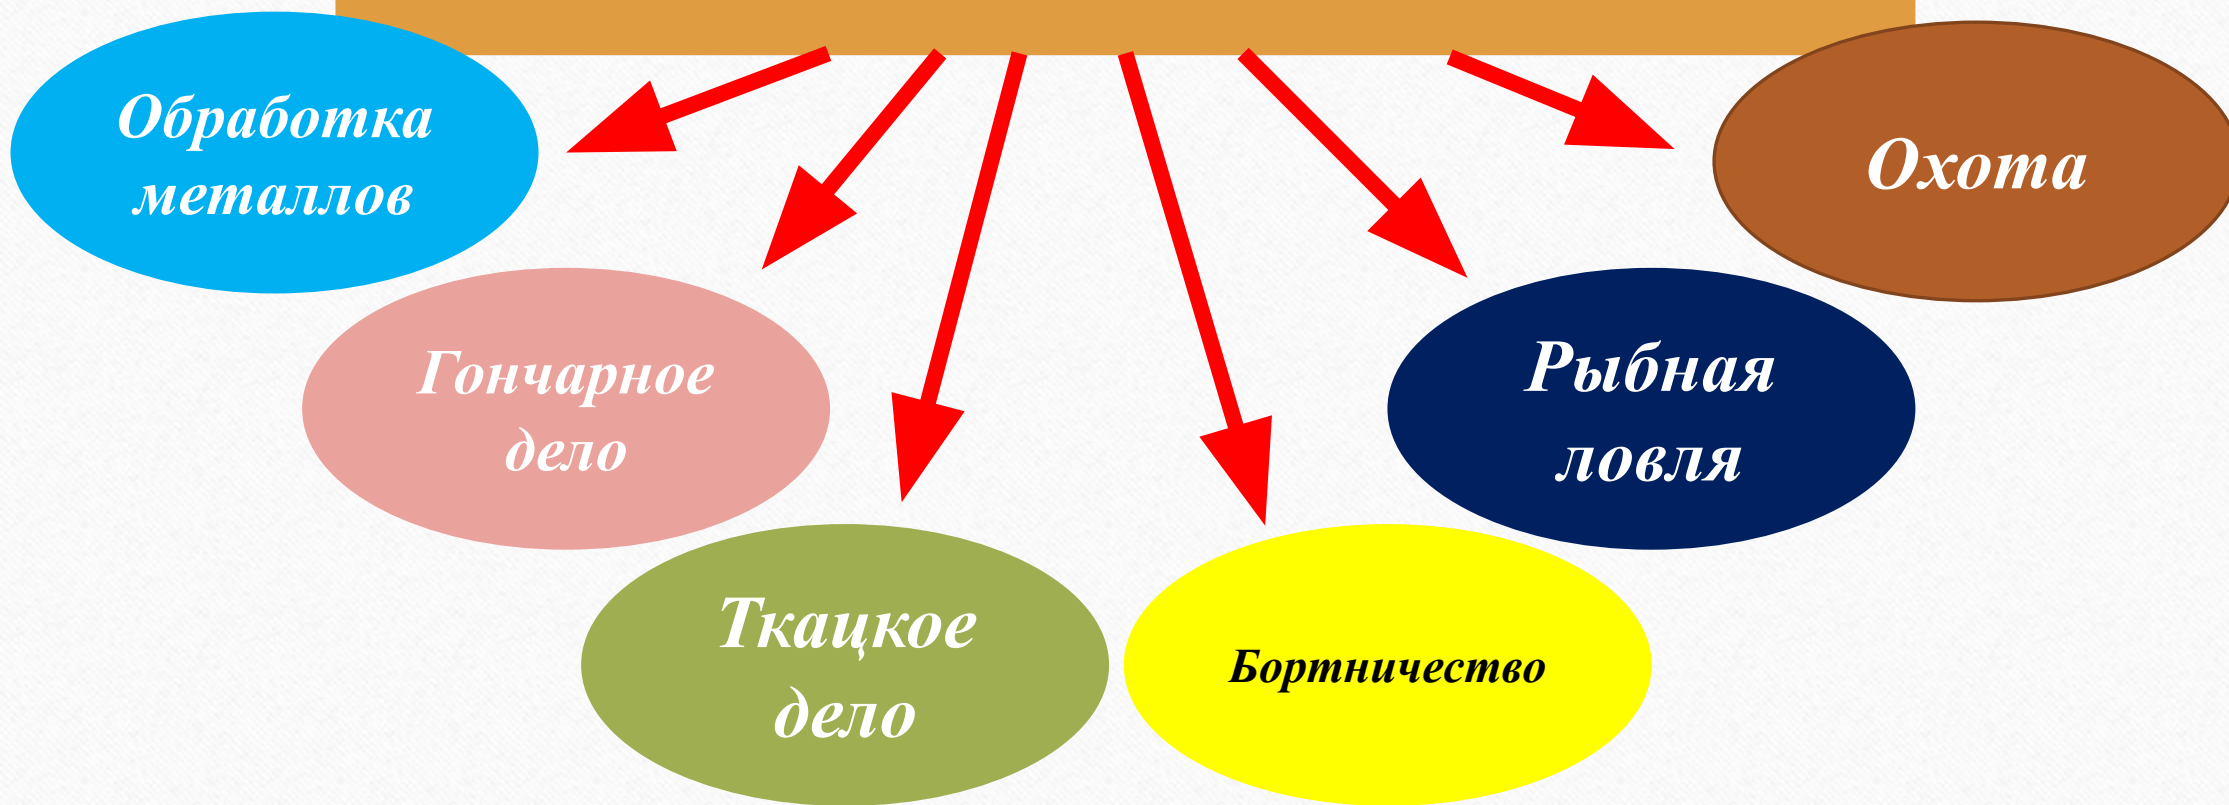 Обработка
металлов
Гончарное
дело
Ткацкое
дело
Бортничество
Рыбная
ловля
Охота